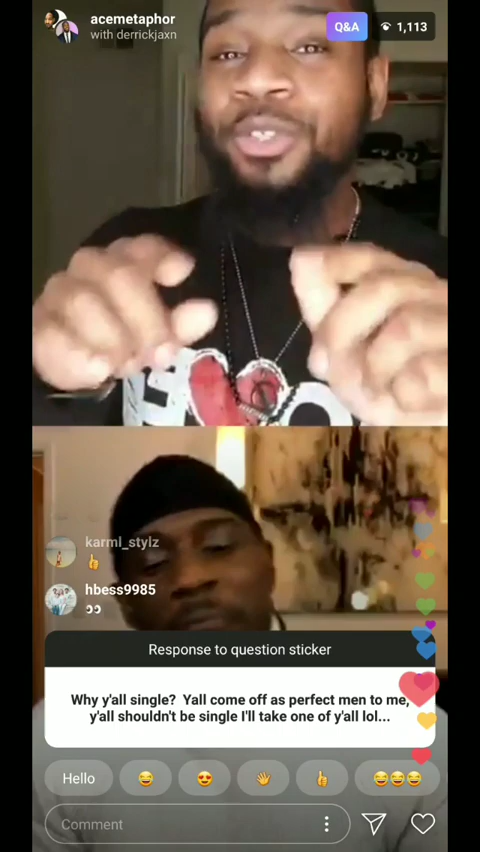 acemetaphor
with derrickjaxn
Q&A
1,113
karmi_stylz
👍
hbess9985
👀
Response to question sticker
Why y'all single?  Yall come off as perfect men to me,
y'all shouldn't be single I'll take one of y'all lol...
Hello
😂
😍
👋
👍
😂😂😂
Comment